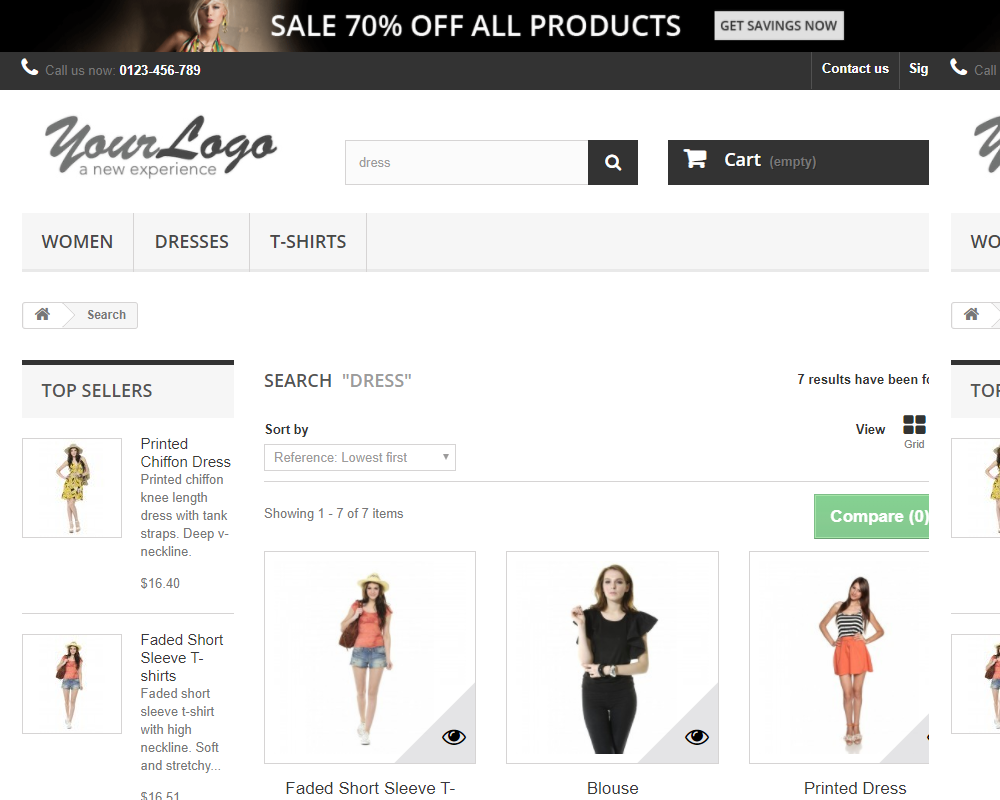 SALE 70% OFF ALL PRODUCTS GET SAVINGS NOW
Call us now: 0123-456-789 Contact us Sig Call
YourLogo
a new experience
dress
Cart (empty)
WOMEN DRESSES T-SHIRTS WO
Search
TOP SELLERS
SEARCH "DRESS"
7 results have been fo
TOP
Sort by
View
Grid
Reference: Lowest first
Showing 1 - 7 of 7 items
Compare (0)
Printed
Chiffon Dress
Printed chiffon
knee length
dress with tank
straps. Deep v-
neckline.
$16.40
Faded Short
Sleeve T-
shirts
Faded short
sleeve t-shirt
with high
neckline. Soft
and stretchy...
$16.51
Faded Short Sleeve T-
Blouse
Printed Dress